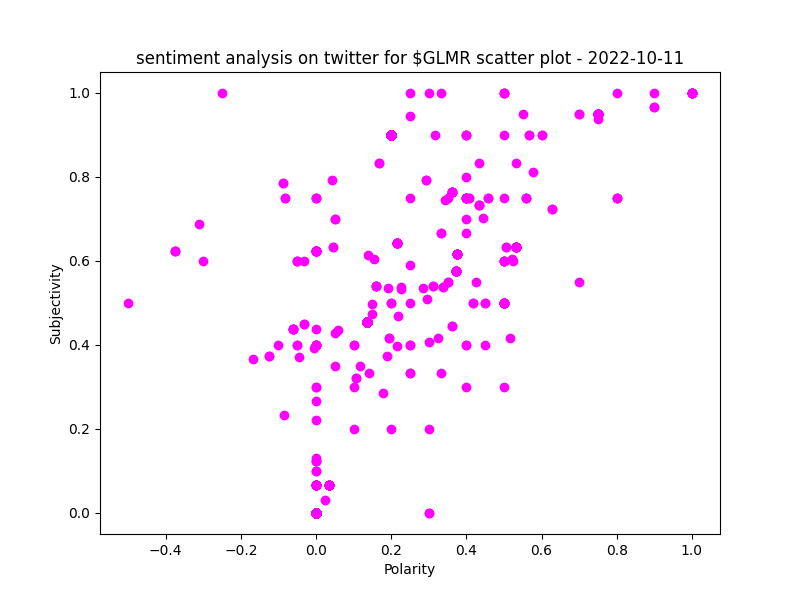 sentiment analysis on twitter for $GLMR scatter plot - 2022-10-11
1.0
0.8
0.6
0.4
0.2
0.0
Subjectivity
−0.4 −0.2 0.0 0.2 0.4 0.6 0.8 1.0
Polarity